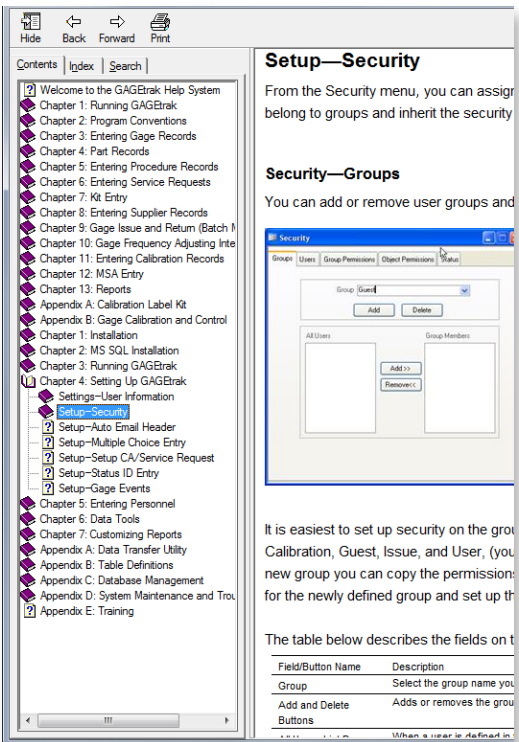 Hide Back Forward Print
Contents Index Search
Welcome to the GAGEtrak Help System
Chapter 1: Running GAGEtrak
Chapter 2: Program Conventions
Chapter 3: Entering Gage Records
Chapter 4: Part Records
Chapter 5: Entering Procedure Records
Chapter 6: Entering Service Requests
Chapter 7: Kit Entry
Chapter 8: Entering Supplier Records
Chapter 9: Gage Issue and Return (Batch
Chapter 10: Gage Frequency Adjusting Inte
Chapter 11: Entering Calibration Records
Chapter 12: MSA Entry
Chapter 13: Reports
Appendix A: Calibration Label Kit
Appendix B: Gage Calibration and Control
Chapter 1: Installation
Chapter 2: MS SQL Installation
Chapter 3: Running GAGEtrak
Chapter 4: Setting Up GAGEtrak
Settings-User Information
Setup-Security
Setup-Auto Email Header
Setup-Multiple Choice Entry
Setup-Setup CA/Service Request
Setup-Status ID Entry
Setup-Gage Events
Chapter 5: Entering Personnel
Chapter 6: Data Tools
Chapter 7: Customizing Reports
Appendix A: Data Transfer Utility
Appendix B: Table Definitions
Appendix C: Database Management
Appendix D: System Maintenance and Trou
Appendix E: Training
Setup—Security
From the Security menu, you can assign
belong to groups and inherit the security
Security—Groups
You can add or remove user groups and
Security
Groups Users Group Permissions Object Permissions Status
Group Guest
Add Delete
All Users Group Members
Add>>
Remove<<
It is easiest to set up security on the grou
Calibration, Guest, Issue, and User, (you
new group you can copy the permissions
for the newly defined group and set up th
The table below describes the fields on t
Field/Button Name Description
Group Select the group name you
Add and Delete Adds or removes the grou
Buttons
When a user is defined in